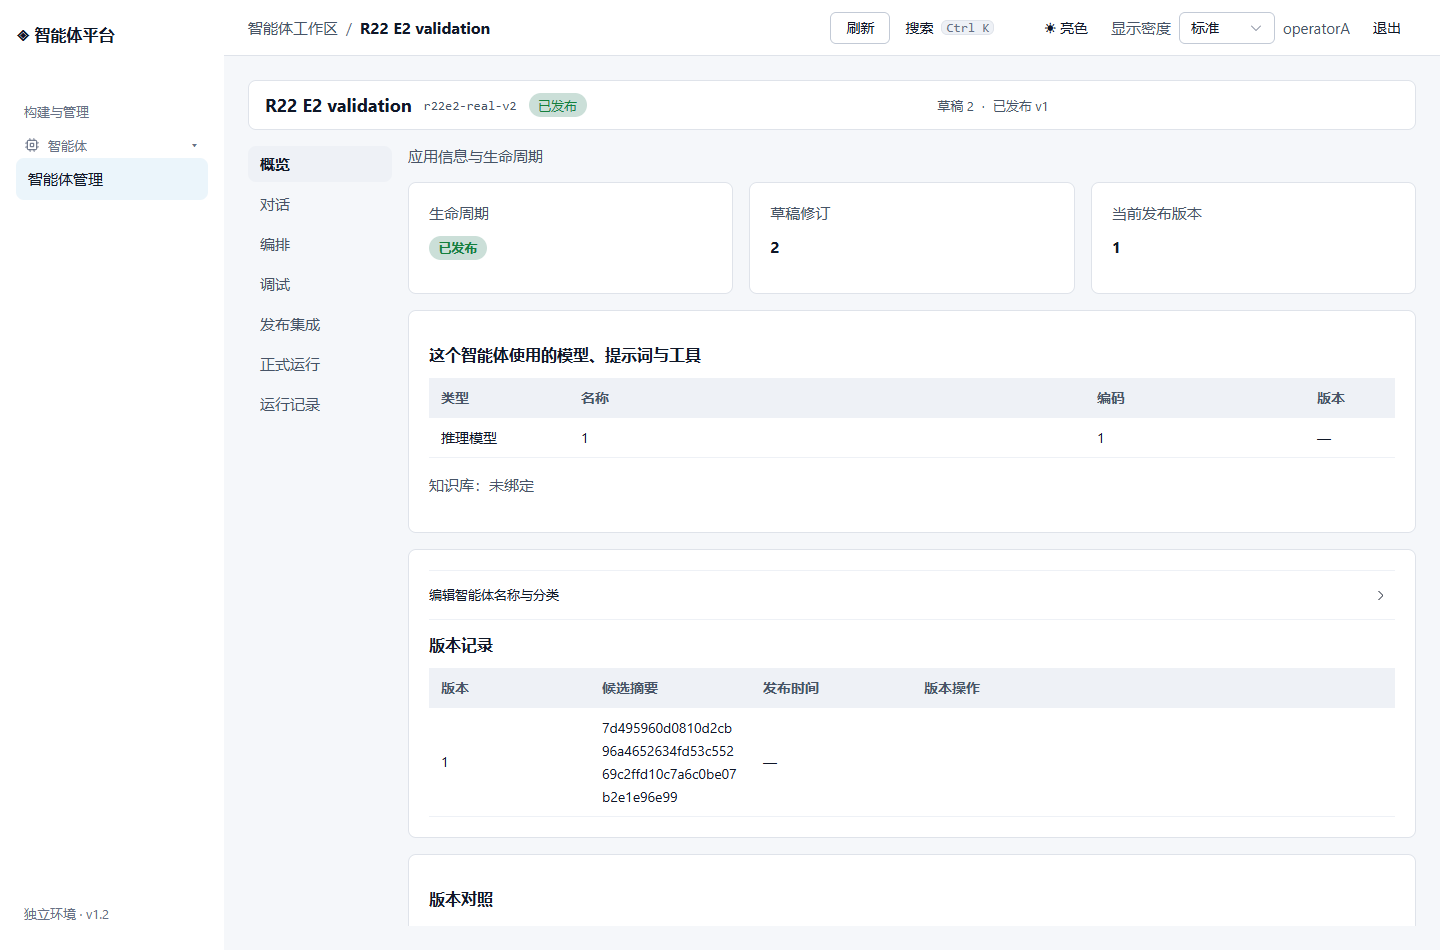 ◈ 智能体平台
智能体工作区 / R22 E2 validation
刷新 搜索 Ctrl K ☀ 亮色 显示密度 标准 operatorA 退出
构建与管理
智能体
智能体管理
独立环境 · v1.2
R22 E2 validation r22e2-real-v2 已发布 草稿 2 · 已发布 v1
概览
对话
编排
调试
发布集成
正式运行
运行记录
应用信息与生命周期
生命周期
已发布
草稿修订
2
当前发布版本
1
这个智能体使用的模型、提示词与工具
类型 名称 编码 版本
推理模型 1 1 —
知识库：未绑定
编辑智能体名称与分类
版本记录
版本 候选摘要 发布时间 版本操作
1 7d495960d0810d2cb —
96a4652634fd53c552
69c2ffd10c7a6c0be07
b2e1e96e99
版本对照